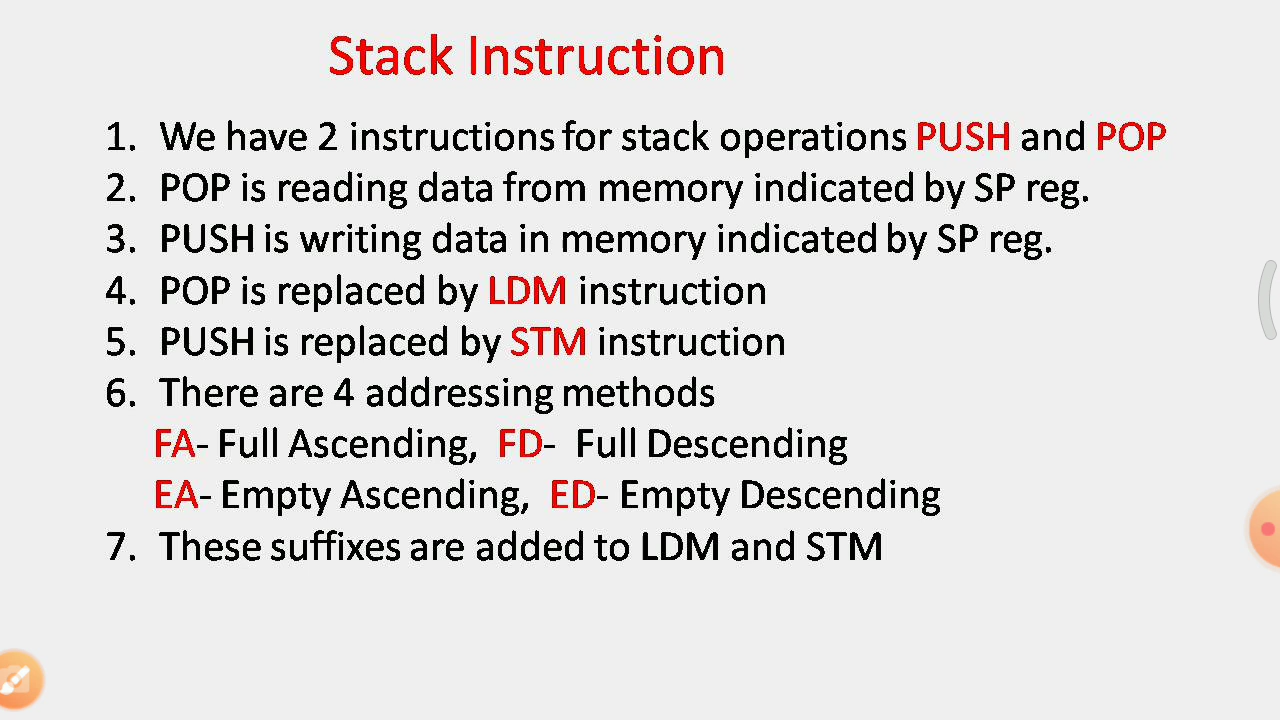 Stack Instruction
1. We have 2 instructions for stack operations PUSH and POP
2. POP is reading data from memory indicated by SP reg.
3. PUSH is writing data in memory indicated by SP reg.
4. POP is replaced by LDM instruction
5. PUSH is replaced by STM instruction
6. There are 4 addressing methods
FA- Full Ascending, FD- Full Descending
EA- Empty Ascending, ED- Empty Descending
7. These suffixes are added to LDM and STM